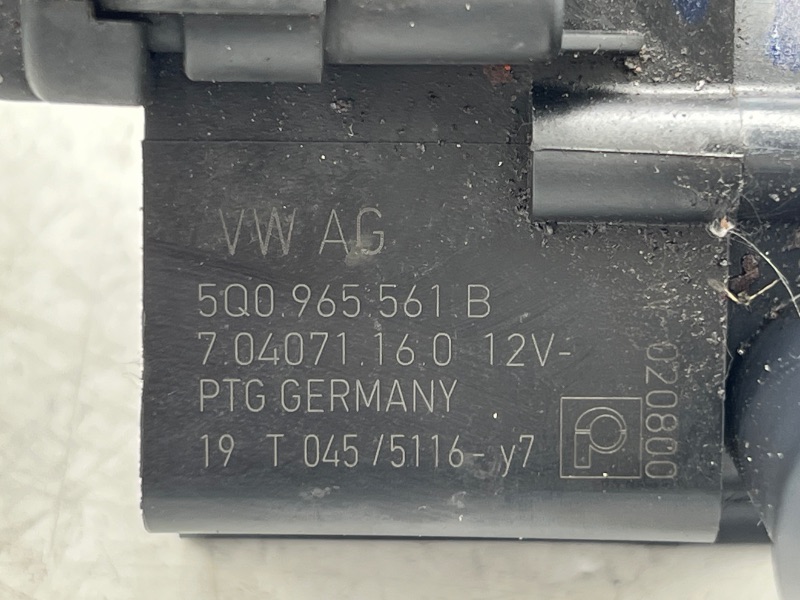 VW AG
5Q0.965.561.B
7.04071.16.0 12V-
PTG GERMANY
19 T 045 /5116- y7
020800